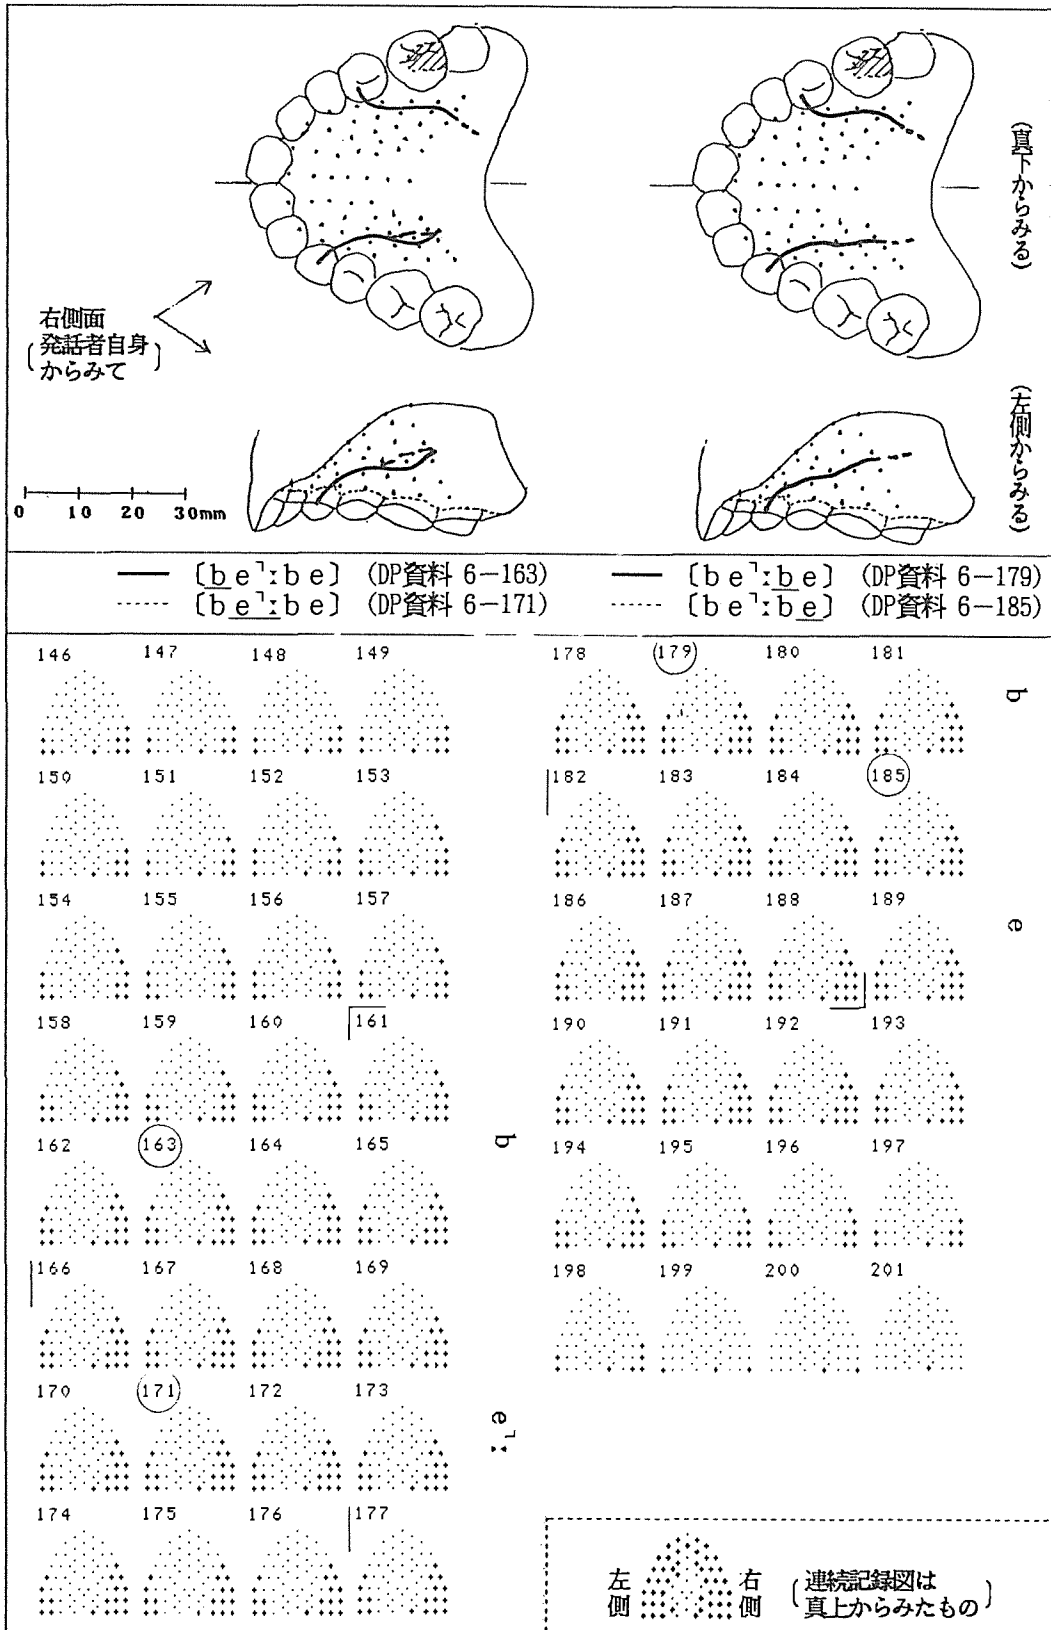 (真下からみる)
右側面
(発話者自身
からみて)
(左側からみる)
0 10 20 30mm
[be˺ːbe] (DP資料 6-163)
[be˺ːbe] (DP資料 6-171)
[be˺ːbe] (DP資料 6-179)
[be˺ːbe] (DP資料 6-185)
146 147 148 149
150 151 152 153
154 155 156 157
158 159 160 161
162 163 164 165
b
166 167 168 169
170 171 172 173
e˺ː
174 175 176 177
178 179 180 181
b
182 183 184 185
186 187 188 189
e
190 191 192 193
194 195 196 197
198 199 200 201
左側
右側
(連続記録図は
真上からみたもの)